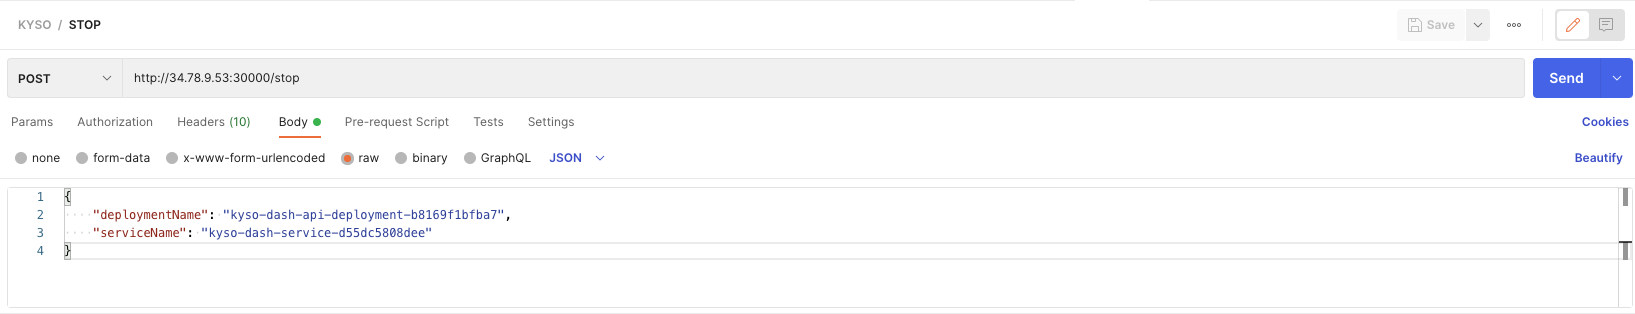 KYSO / STOP
Save
POST
http://34.78.9.53:30000/stop
Send
Params Authorization Headers (10) Body Pre-request Script Tests Settings Cookies
none form-data x-www-form-urlencoded raw binary GraphQL JSON Beautify
1 {
2 "deploymentName": "kyso-dash-api-deployment-b8169f1bfba7",
3 "serviceName": "kyso-dash-service-d55dc5808dee"
4 }